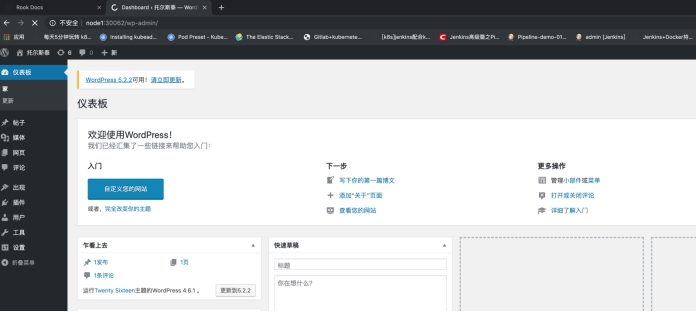 Rook Docs
Dashboard ‹ 托尔斯泰 — WordPr
不安全 node1:30062/wp-admin/
应用
每天5分钟玩转 k8
Installing kubead
Pod Preset - Kube
The Elastic Stack...
Gitlab+kubernete...
[k8s]jenkins配合k
Jenkins高级篇之Pi
Pipeline-demo-01
admin [Jenkins]
Jenkins+Docker持
托尔斯泰
6
0
新
仪表板
更新
帖子
媒体
网页
评论
出现
插件
用户
工具
设置
折叠菜单
WordPress 5.2.2可用！请立即更新。
仪表板
欢迎使用WordPress！
我们已经汇集了一些链接来帮助您入门：
入门
自定义您的网站
或者，完全改变你的主题
下一步
写下你的第一篇博文
添加“关于”页面
查看您的网站
更多操作
管理小部件或菜单
打开或关闭评论
详细了解入门
乍看上去
1发布
1页
1条评论
运行Twenty Sixteen主题的WordPress 4.6.1 。
更新到5.2.2
快速草稿
标题
你在想什么？